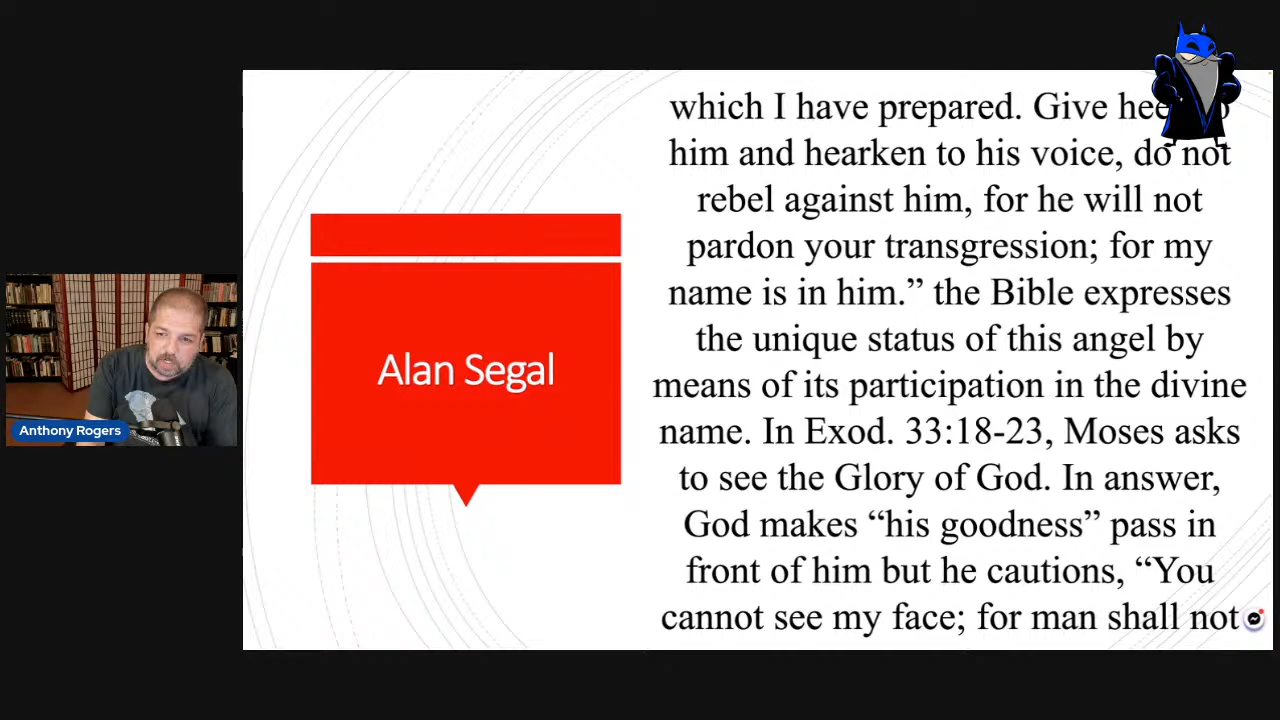 which I have prepared. Give
him and hearken to his voice, do not
rebel against him, for he will not
pardon your transgression; for my
name is in him.” the Bible expresses
the unique status of this angel by
means of its participation in the divine
name. In Exod. 33:18-23, Moses asks
to see the Glory of God. In answer,
God makes “his goodness” pass in
front of him but he cautions, “You
cannot see my face; for man shall not
Alan Segal
Anthony Rogers